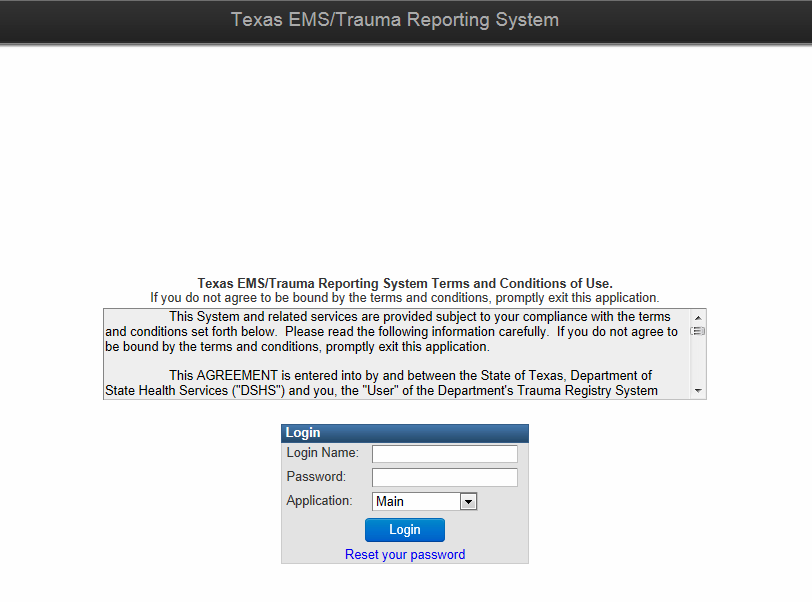 Texas EMS/Trauma Reporting System
Texas EMS/Trauma Reporting System Terms and Conditions of Use.
If you do not agree to be bound by the terms and conditions, promptly exit this application.
This System and related services are provided subject to your compliance with the terms
and conditions set forth below.  Please read the following information carefully.  If you do not agree to
be bound by the terms and conditions, promptly exit this application.
This AGREEMENT is entered into by and between the State of Texas, Department of
State Health Services ("DSHS") and you, the "User" of the Department's Trauma Registry System
Login
Login Name:
Password:
Application: Main
Login
Reset your password